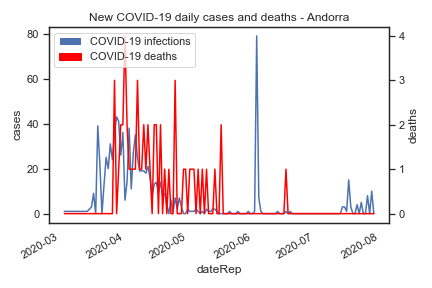 New COVID-19 daily cases and deaths - Andorra
COVID-19 infections
COVID-19 deaths
80
60
40
20
0
cases
4
3
2
1
0
deaths
2020-03
2020-04
2020-05
2020-06
2020-07
2020-08
dateRep